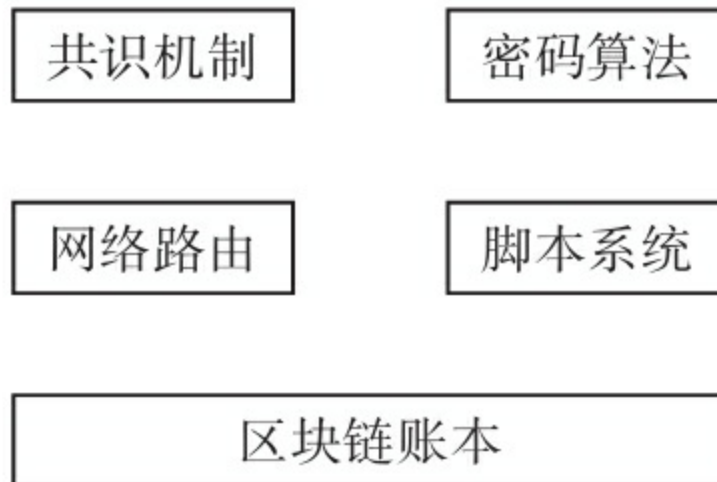 共识机制
密码算法
网络路由
脚本系统
区块链账本